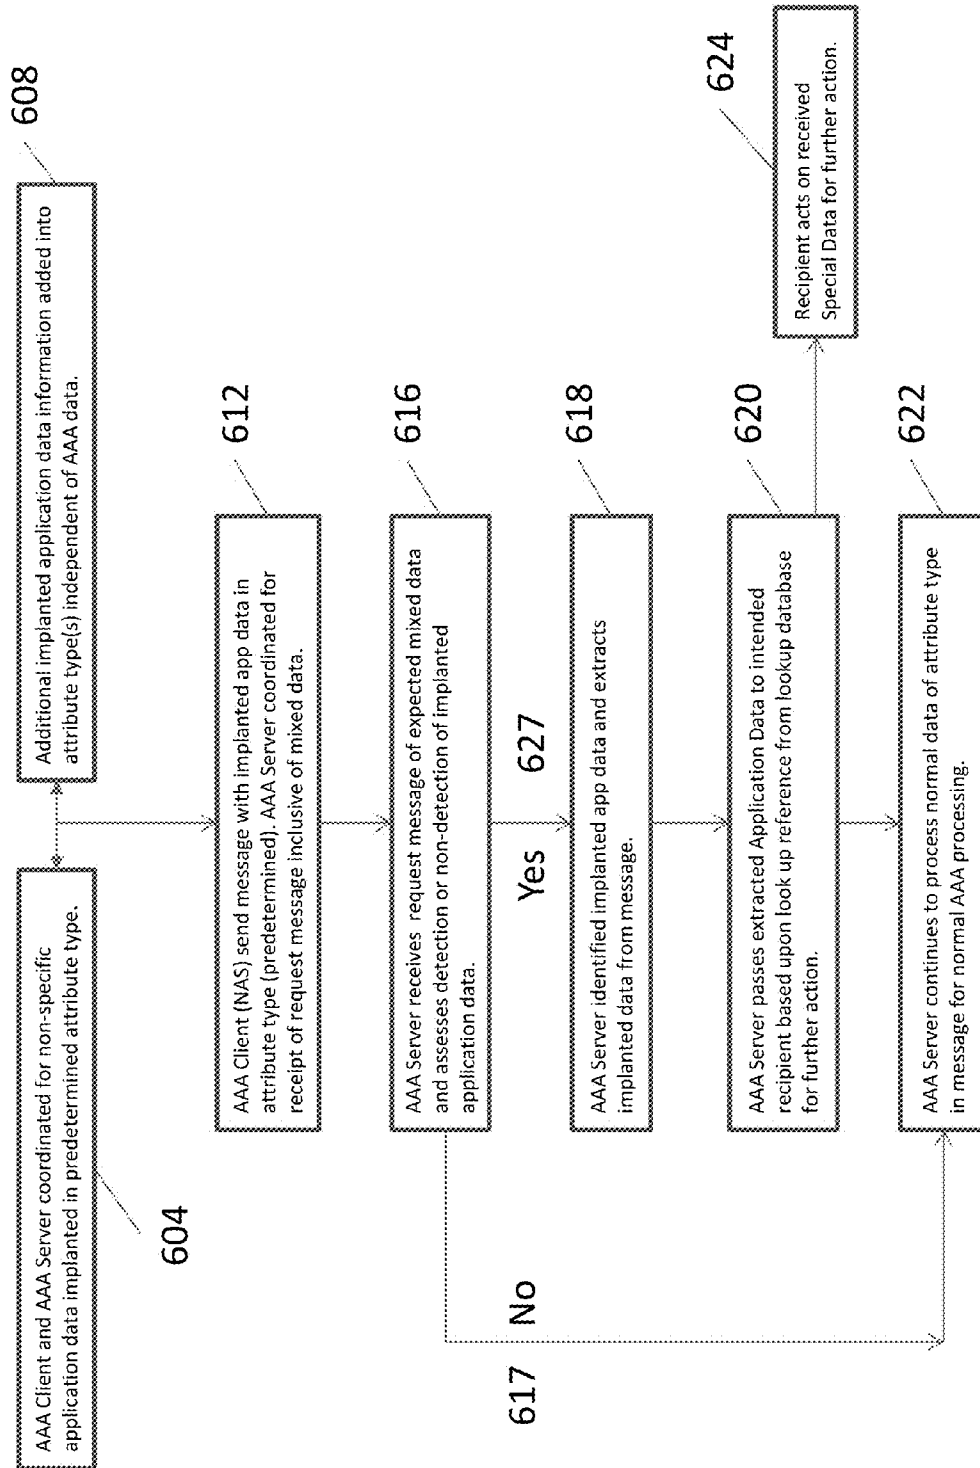 AAA Client and AAA Server coordinated for non-specific
application data implanted in predetermined attribute type.
604
Additional implanted application data information added into
attribute type(s) independent of AAA data.
608
AAA Client (NAS) send message with implanted app data in
attribute type (predetermined). AAA Server coordinated for
receipt of request message inclusive of mixed data.
612
AAA Server receives request message of expected mixed data
and assesses detection or non-detection of implanted
application data.
616
617
No
Yes
627
AAA Server identified implanted app data and extracts
implanted data from message.
618
AAA Server passes extracted Application Data to intended
recipient based upon look up reference from lookup database
for further action.
620
Recipient acts on received
Special Data for further action.
624
AAA Server continues to process normal data of attribute type
in message for normal AAA processing.
622